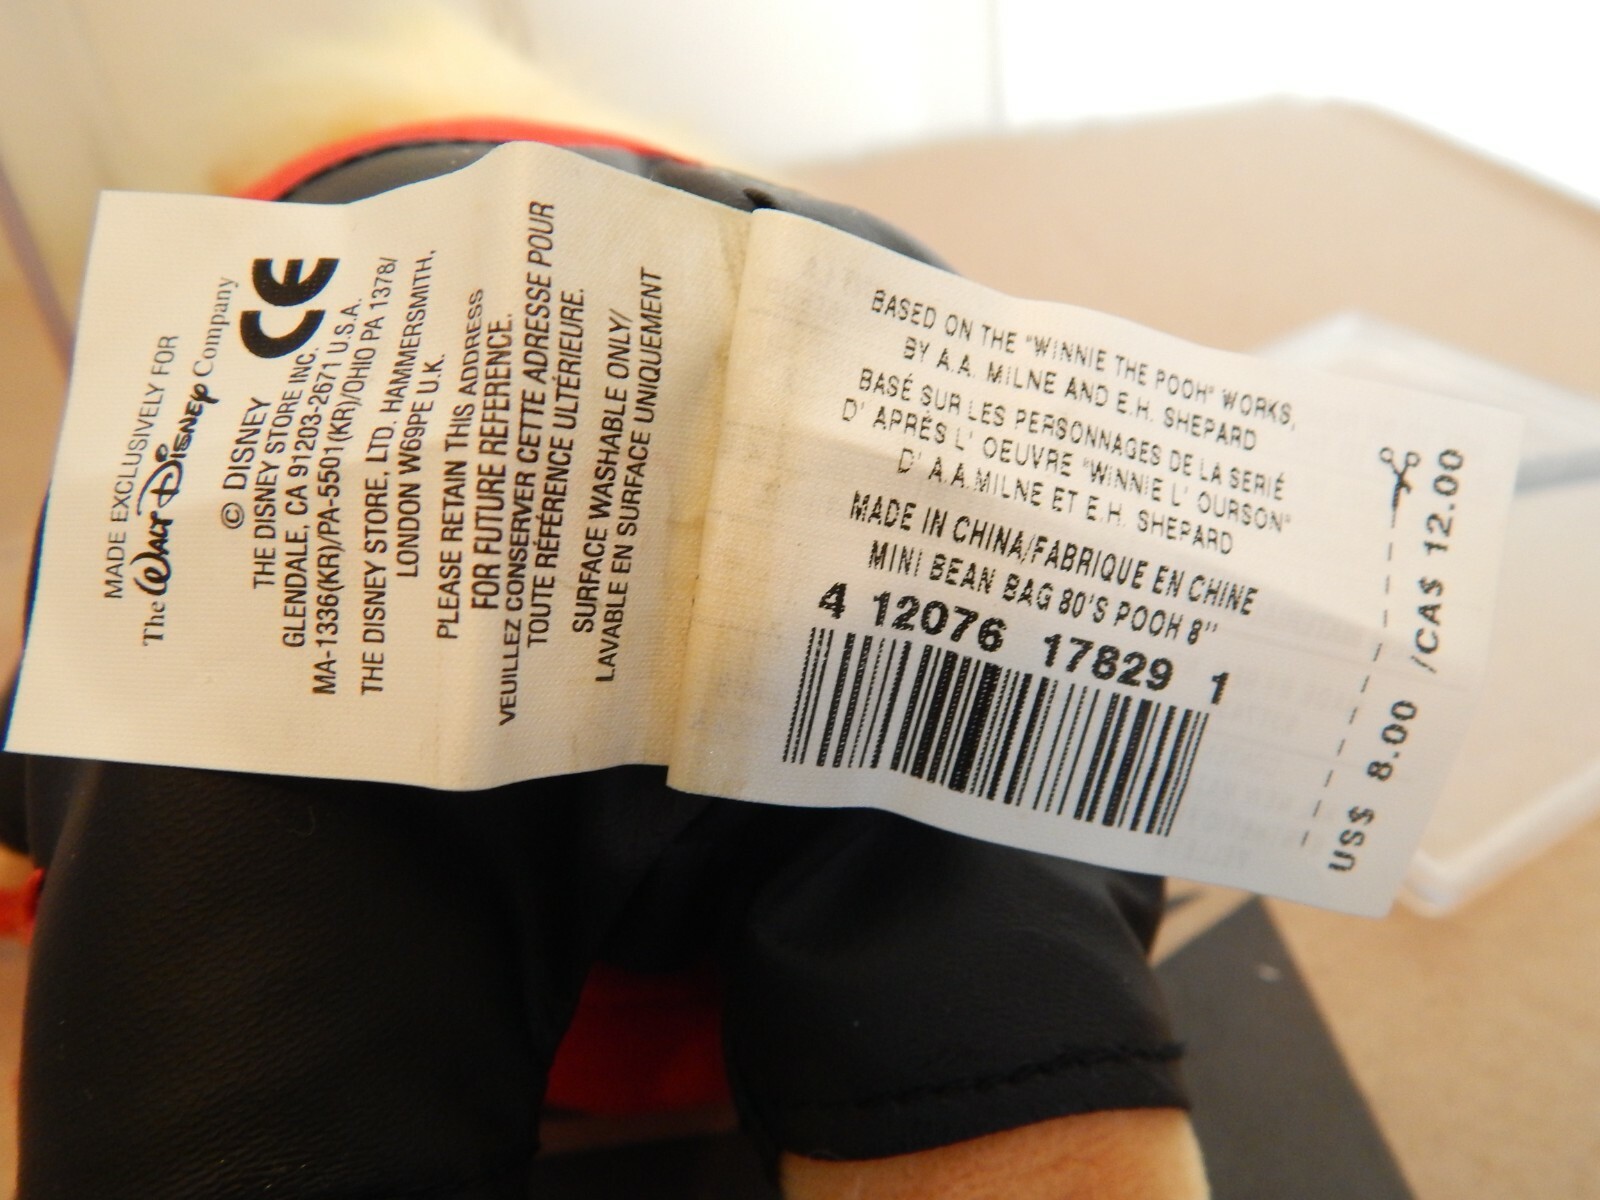 MADE EXCLUSIVELY FOR
The Walt Disney Company
CE
© DISNEY
THE DISNEY STORE INC.
GLENDALE, CA 91203-2671 U.S.A.
MA-1336(KR)/PA-5501(KR)/OHIO PA 1378/
THE DISNEY STORE, LTD. HAMMERSMITH,
LONDON W69PE U.K.
PLEASE RETAIN THIS ADDRESS
FOR FUTURE REFERENCE.
VEUILLEZ CONSERVER CETTE ADRESSE POUR
TOUTE RÉFÉRENCE ULTÉRIEURE.
SURFACE WASHABLE ONLY/
LAVABLE EN SURFACE UNIQUEMENT
BASED ON THE "WINNIE THE POOH" WORKS,
BY A.A. MILNE AND E.H. SHEPARD
BASÉ SUR LES PERSONNAGES DE LA SERIÉ
D' APRÈS L' OEUVRE "WINNIE L' OURSON"
D' A.A.MILNE ET E.H. SHEPARD
MADE IN CHINA/FABRIQUE EN CHINE
MINI BEAN BAG 80'S POOH 8"
4 12076 17829 1
US$ 8.00 /CA$ 12.00